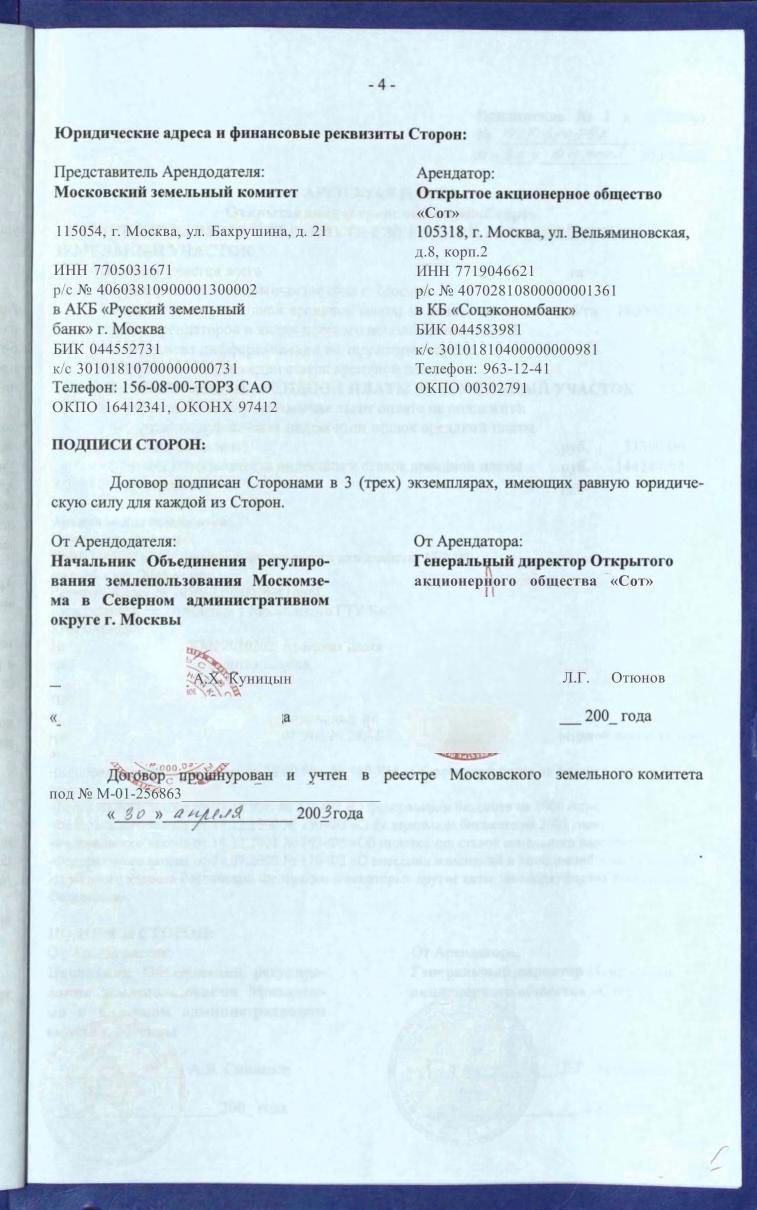 - 4 -
Юридические адреса и финансовые реквизиты Сторон:
Представитель Арендодателя:
Московский земельный комитет
115054, г. Москва, ул. Бахрушина, д. 21
ИНН 7705031671
р/с № 40603810900001300002
в АКБ «Русский земельный
банк» г. Москва
БИК 044552731
к/с 30101810700000000731
Телефон: 156-08-00-ТОРЗ САО
ОКПО 16412341, ОКОНХ 97412
Арендатор:
Открытое акционерное общество
«Сот»
105318, г. Москва, ул. Вельяминовская,
д.8, корп.2
ИНН 7719046621
р/с № 40702810800000001361
в КБ «Соцэкономбанк»
БИК 044583981
к/с 30101810400000000981
Телефон: 963-12-41
ОКПО 00302791
ПОДПИСИ СТОРОН:
Договор подписан Сторонами в 3 (трех) экземплярах, имеющих равную юридиче-
скую силу для каждой из Сторон.
От Арендодателя:
Начальник Объединения регулиро-
вания землепользования Москомзе-
ма в Северном административном
округе г. Москвы
А.Х. Куницын
«
а
От Арендатора:
Генеральный директор Открытого
акционерного общества «Сот»
Л.Г. Отюнов
___ 200_ года
Договор прошнурован и учтен в реестре Московского земельного комитета
под № М-01-256863
« 30 » апреля 2003 года